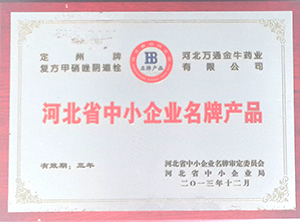 定州牌
复方甲硝唑阴道栓
河北万通金牛药业
有限公司
名牌产品
河北省中小企业名牌产品
有效期：三年
河北省中小企业名牌审定委员会
河北省中小企业局
二〇一三年十二月